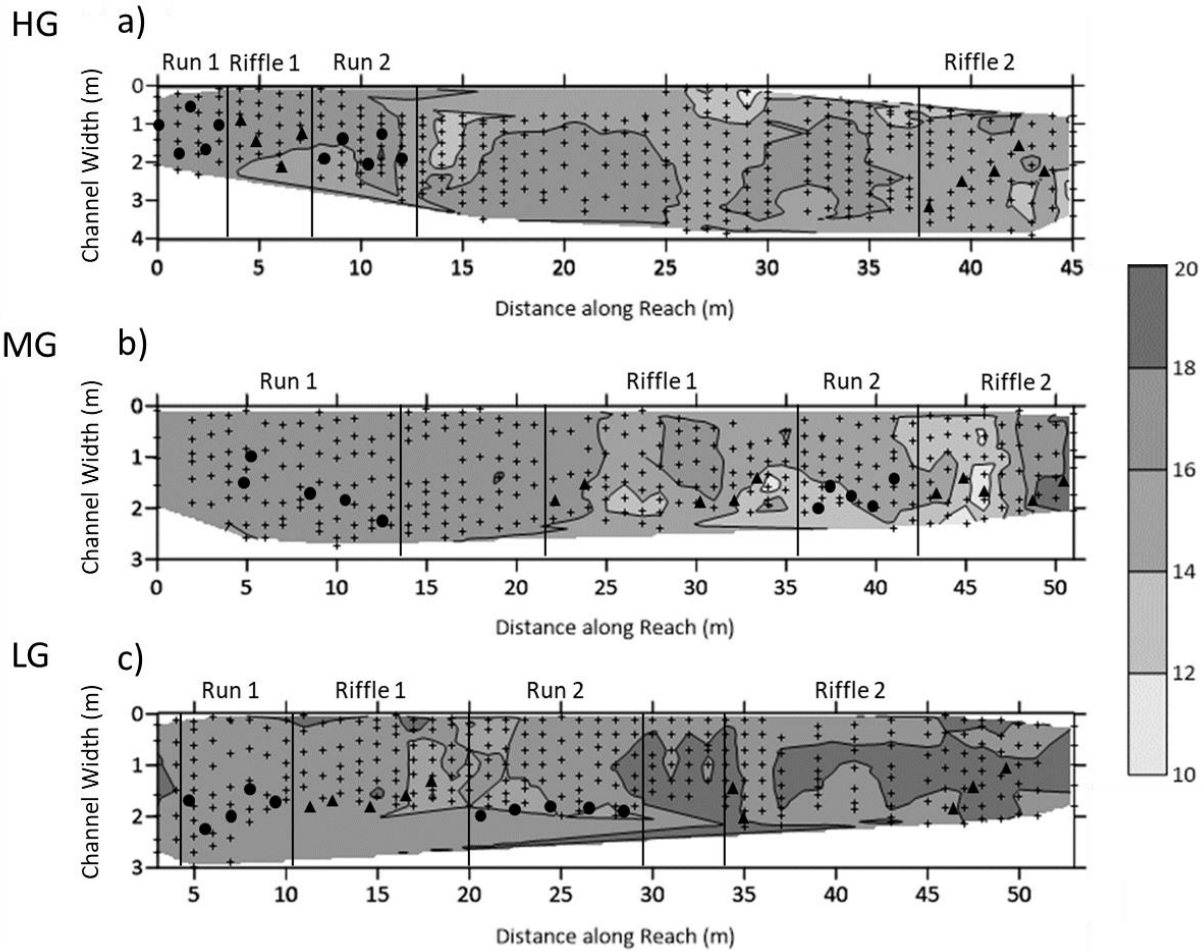 HG a)
Run 1 Riffle 1 Run 2 Riffle 2
Channel Width (m)
0
1
2
3
4
0 5 10 15 20 25 30 35 40 45
Distance along Reach (m)
MG b)
Run 1 Riffle 1 Run 2 Riffle 2
Channel Width (m)
0
1
2
3
0 5 10 15 20 25 30 35 40 45 50
Distance along Reach (m)
LG c)
Run 1 Riffle 1 Run 2 Riffle 2
Channel Width (m)
0
1
2
3
5 10 15 20 25 30 35 40 45 50
Distance along Reach (m)
20
18
16
14
12
10